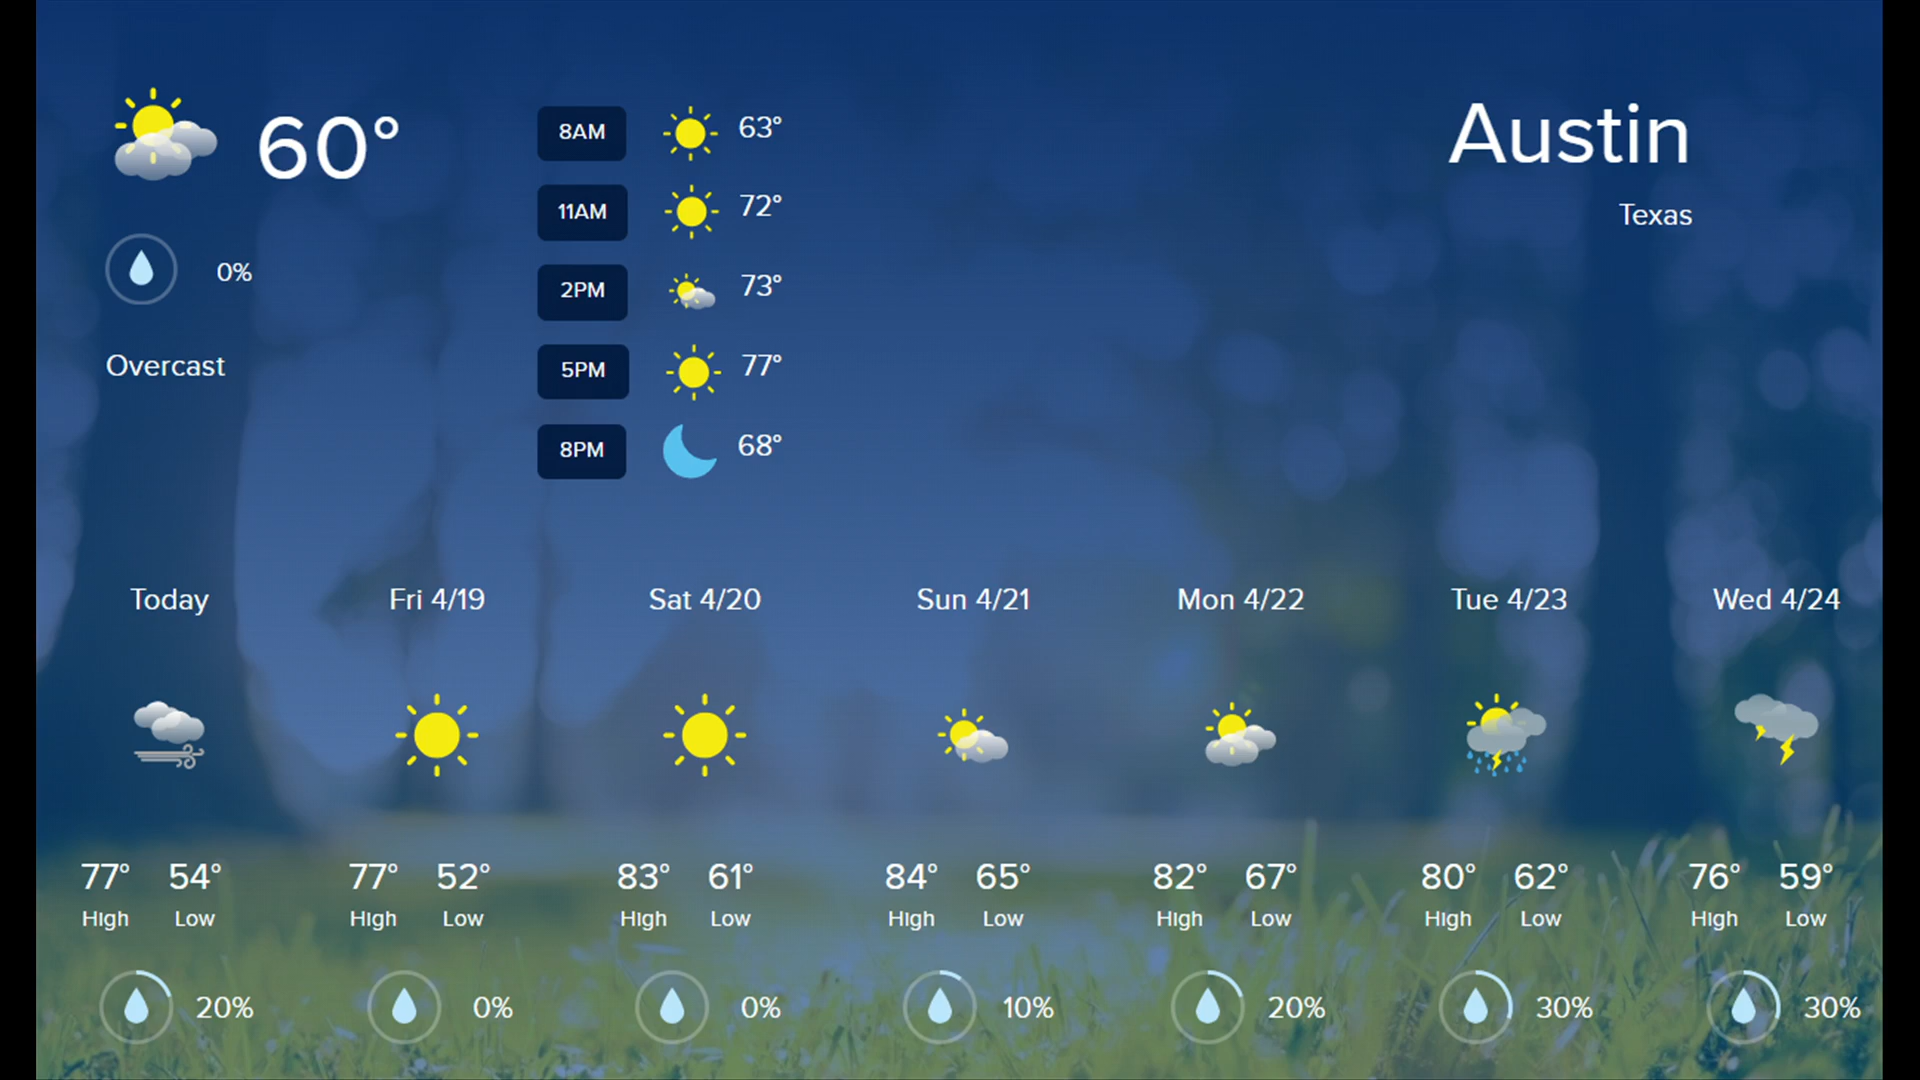 60°
0%
Overcast
8AM 63°
11AM 72°
2PM 73°
5PM 77°
8PM 68°
Austin
Texas
Today Fri 4/19 Sat 4/20 Sun 4/21 Mon 4/22 Tue 4/23 Wed 4/24
77° 54° 77° 52° 83° 61° 84° 65° 82° 67° 80° 62° 76° 59°
High Low High Low High Low High Low High Low High Low High Low
20% 0% 0% 10% 20% 30% 30%